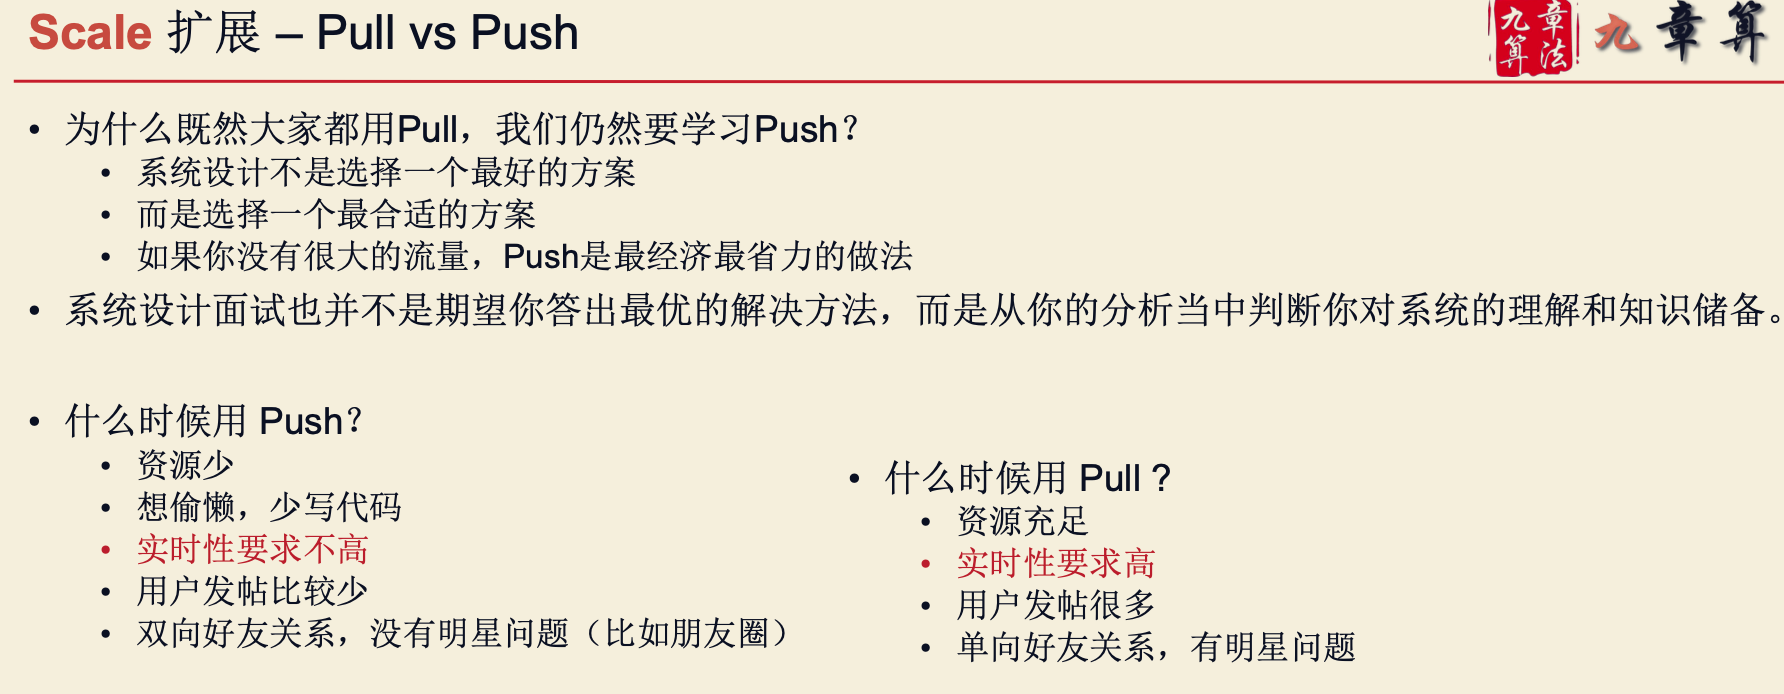 Scale 扩展 – Pull vs Push
九章算法
九章算
• 为什么既然大家都用Pull，我们仍然要学习Push？
• 系统设计不是选择一个最好的方案
• 而是选择一个最合适的方案
• 如果你没有很大的流量，Push是最经济最省力的做法
• 系统设计面试也并不是期望你答出最优的解决方法，而是从你的分析当中判断你对系统的理解和知识储备。
• 什么时候用 Push？
• 资源少
• 想偷懒，少写代码
• 实时性要求不高
• 用户发帖比较少
• 双向好友关系，没有明星问题（比如朋友圈）
• 什么时候用 Pull ?
• 资源充足
• 实时性要求高
• 用户发帖很多
• 单向好友关系，有明星问题